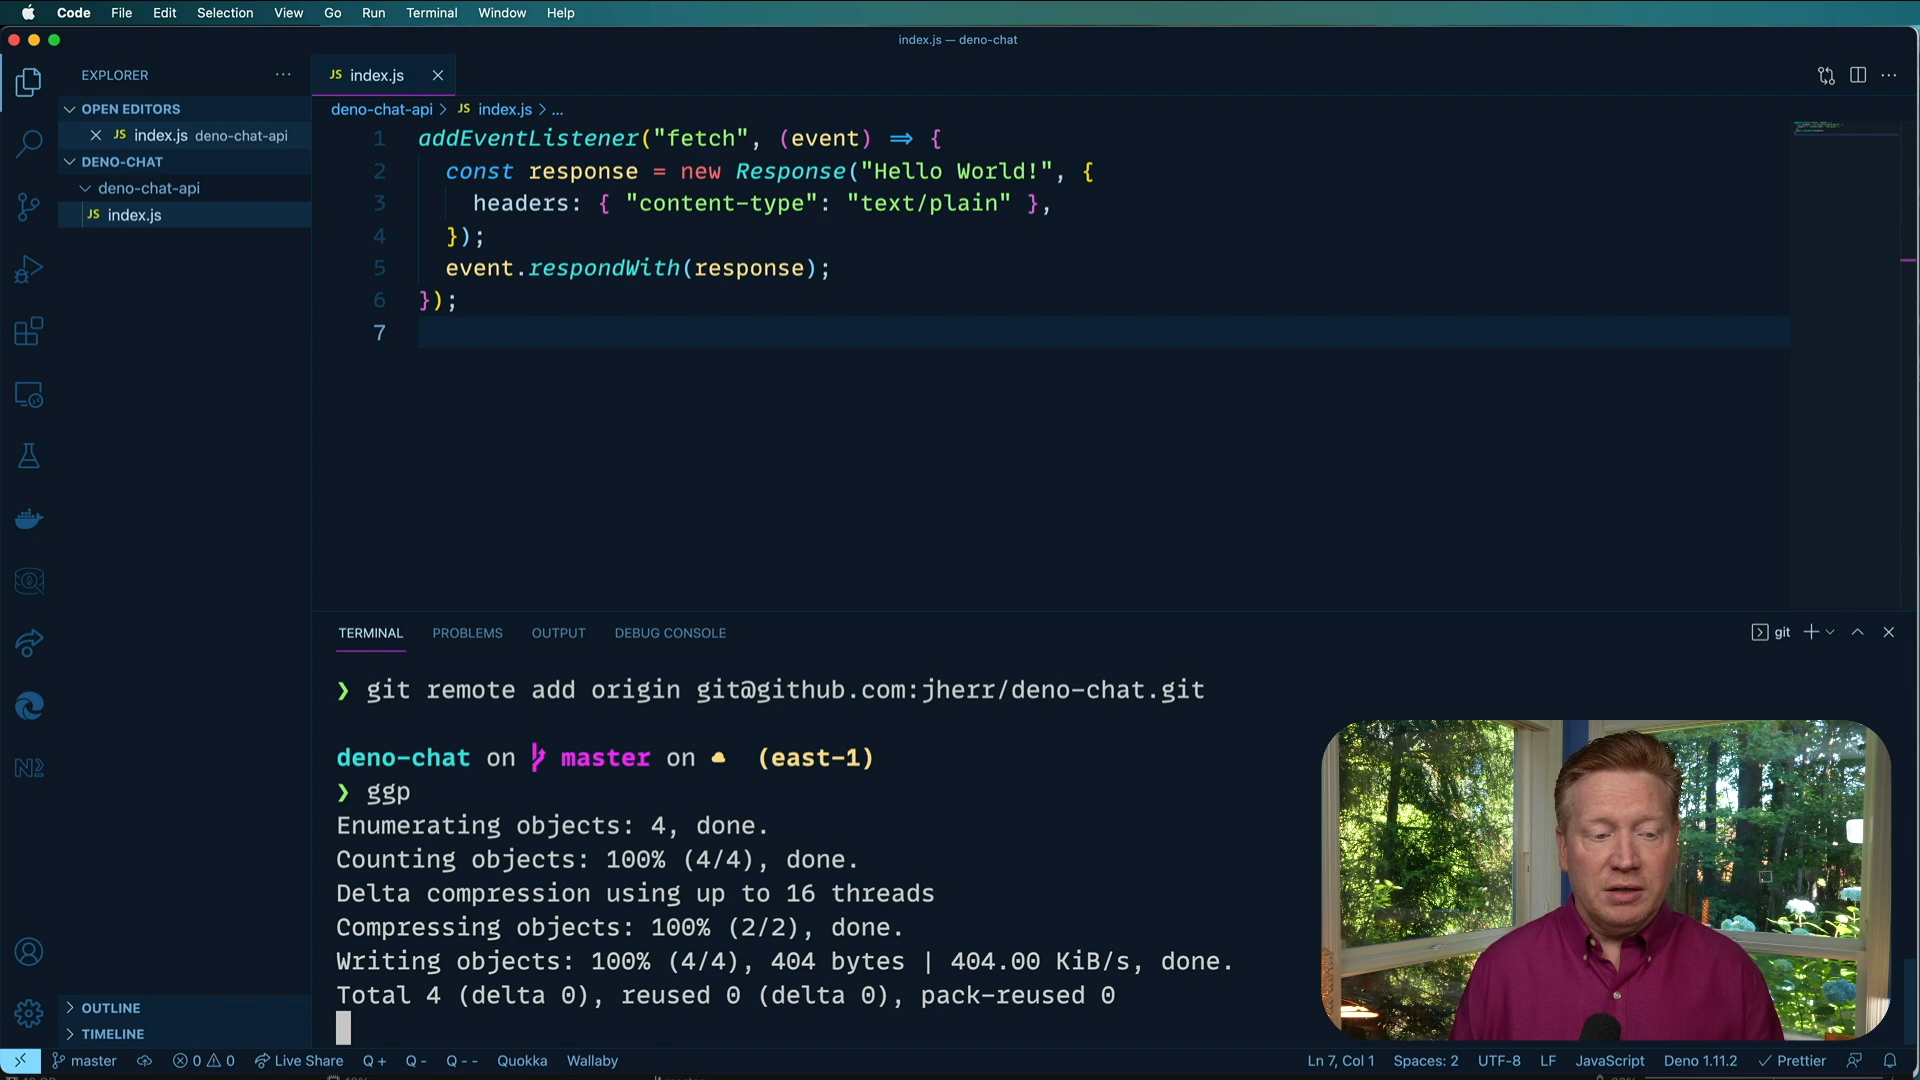 Code File Edit Selection View Go Run Terminal Window Help
index.js — deno-chat
EXPLORER
OPEN EDITORS
JS index.js deno-chat-api
DENO-CHAT
deno-chat-api
JS index.js
JS index.js
deno-chat-api > JS index.js > ...
1 addEventListener("fetch", (event) => {
2 const response = new Response("Hello World!", {
3 headers: { "content-type": "text/plain" },
4 });
5 event.respondWith(response);
6 });
7
TERMINAL PROBLEMS OUTPUT DEBUG CONSOLE
git
❯ git remote add origin git@github.com:jherr/deno-chat.git
deno-chat on master on (east-1)
❯ ggp
Enumerating objects: 4, done.
Counting objects: 100% (4/4), done.
Delta compression using up to 16 threads
Compressing objects: 100% (2/2), done.
Writing objects: 100% (4/4), 404 bytes | 404.00 KiB/s, done.
Total 4 (delta 0), reused 0 (delta 0), pack-reused 0
OUTLINE
TIMELINE
master 0 0 Live Share Q + Q - Q - - Quokka Wallaby
Ln 7, Col 1 Spaces: 2 UTF-8 LF JavaScript Deno 1.11.2 Prettier